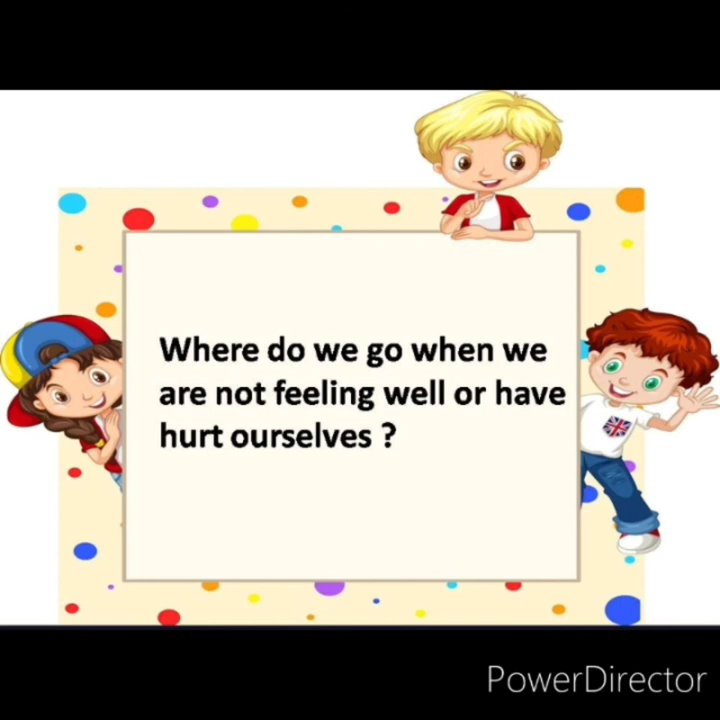 Where do we go when we
are not feeling well or have
hurt ourselves ?
PowerDirector